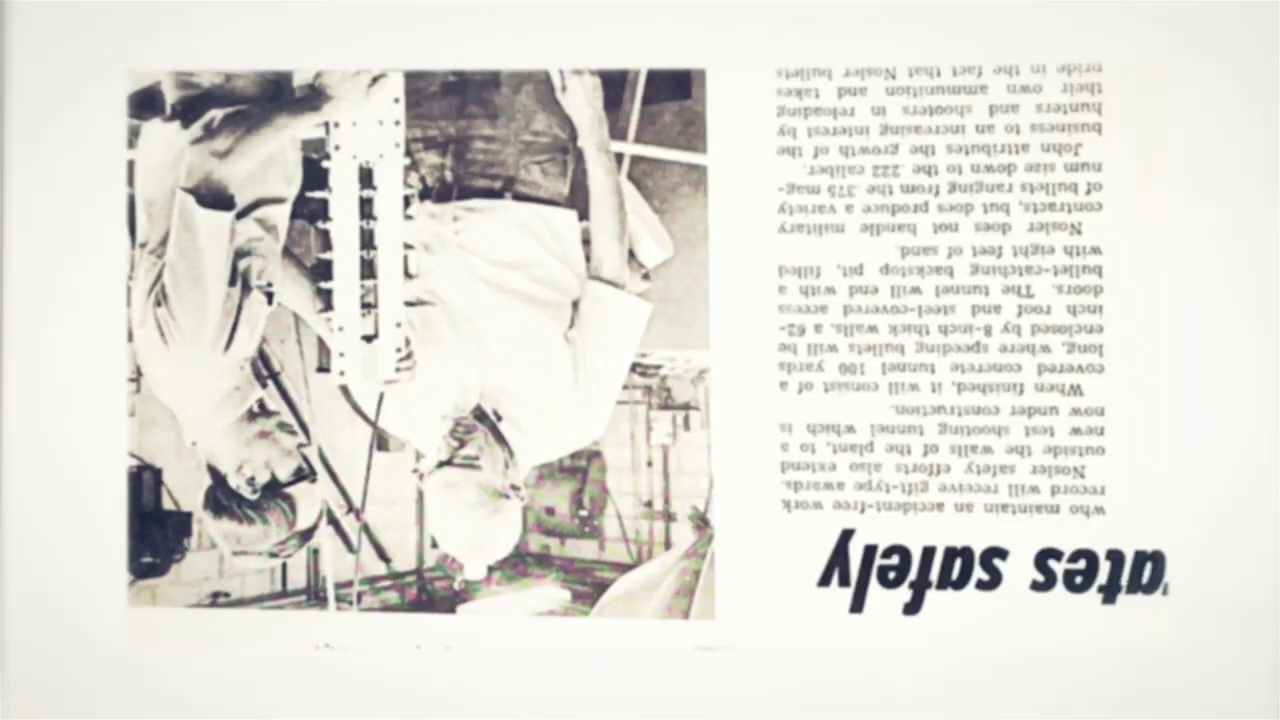 ates safely
who maintain an accident-free work
record will receive gift-type awards.
Nosler safety efforts also extend
outside the walls of the plant, to a
new test shooting tunnel which is
now under construction.
When finished, it will consist of a
covered concrete tunnel 100 yards
long, where speeding bullets will be
enclosed by 8-inch thick walls, a 62-
inch roof and steel-covered access
doors. The tunnel will end with a
bullet-catching backstop pit, filled
with eight feet of sand.
Nosler does not handle military
contracts, but does produce a variety
of bullets ranging from the .375 mag-
num size down to the .222 caliber.
John attributes the growth of the
business to an increasing interest by
hunters and shooters in reloading
their own ammunition and takes
pride in the fact that Nosler bullets